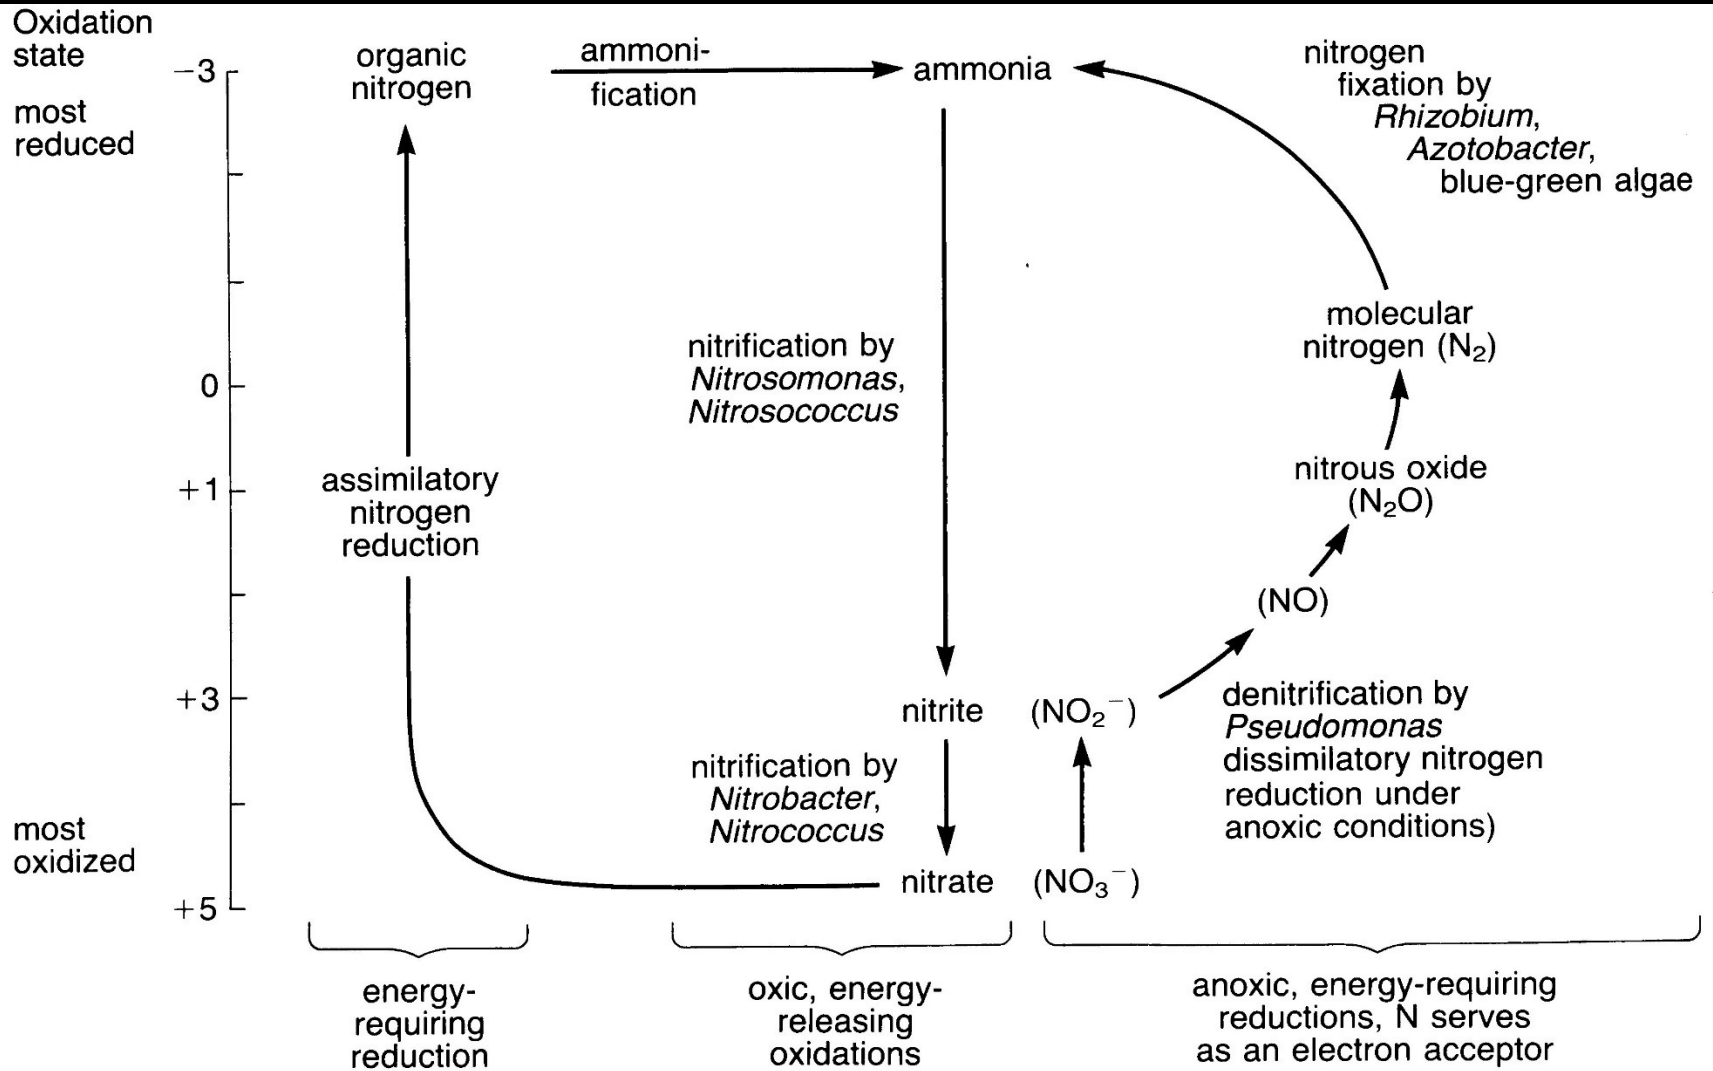 Oxidation
state
−3
most
reduced
0
+1
+3
most
oxidized
+5
organic
nitrogen
ammoni-
fication
ammonia
nitrogen
fixation by
Rhizobium,
Azotobacter,
blue-green algae
molecular
nitrogen (N₂)
nitrification by
Nitrosomonas,
Nitrosococcus
assimilatory
nitrogen
reduction
nitrous oxide
(N₂O)
(NO)
nitrite (NO₂⁻)
denitrification by
Pseudomonas
dissimilatory nitrogen
reduction under
anoxic conditions)
nitrification by
Nitrobacter,
Nitrococcus
nitrate (NO₃⁻)
energy-
requiring
reduction
oxic, energy-
releasing
oxidations
anoxic, energy-requiring
reductions, N serves
as an electron acceptor